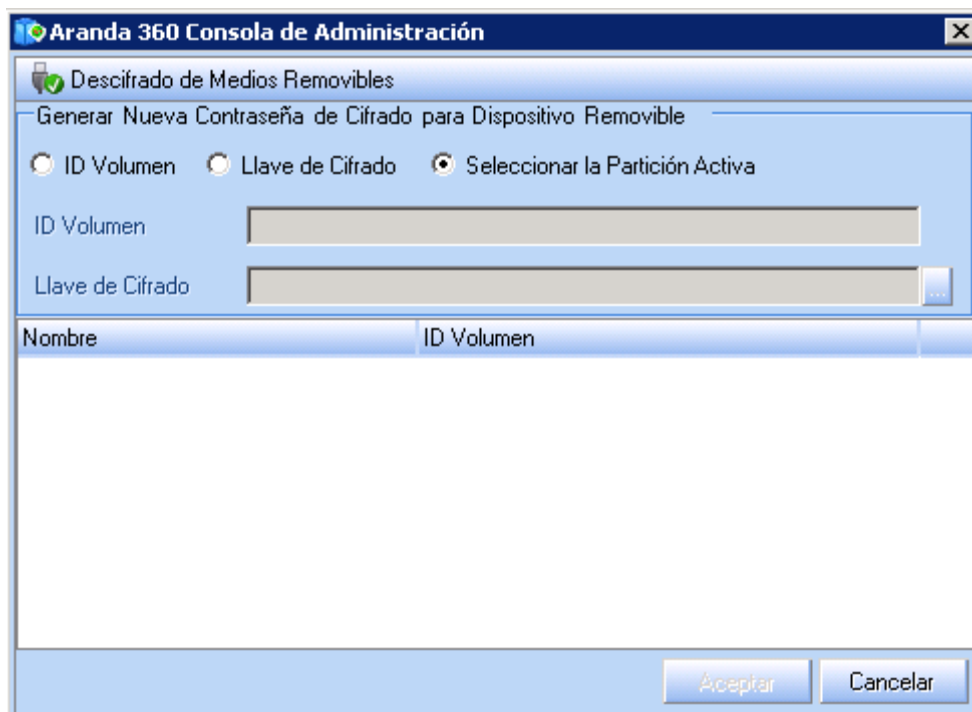 Aranda 360 Consola de Administración
Descifrado de Medios Removibles
Generar Nueva Contraseña de Cifrado para Dispositivo Removible
ID Volumen Llave de Cifrado Seleccionar la Partición Activa
ID Volumen
Llave de Cifrado ...
Nombre ID Volumen
Aceptar Cancelar